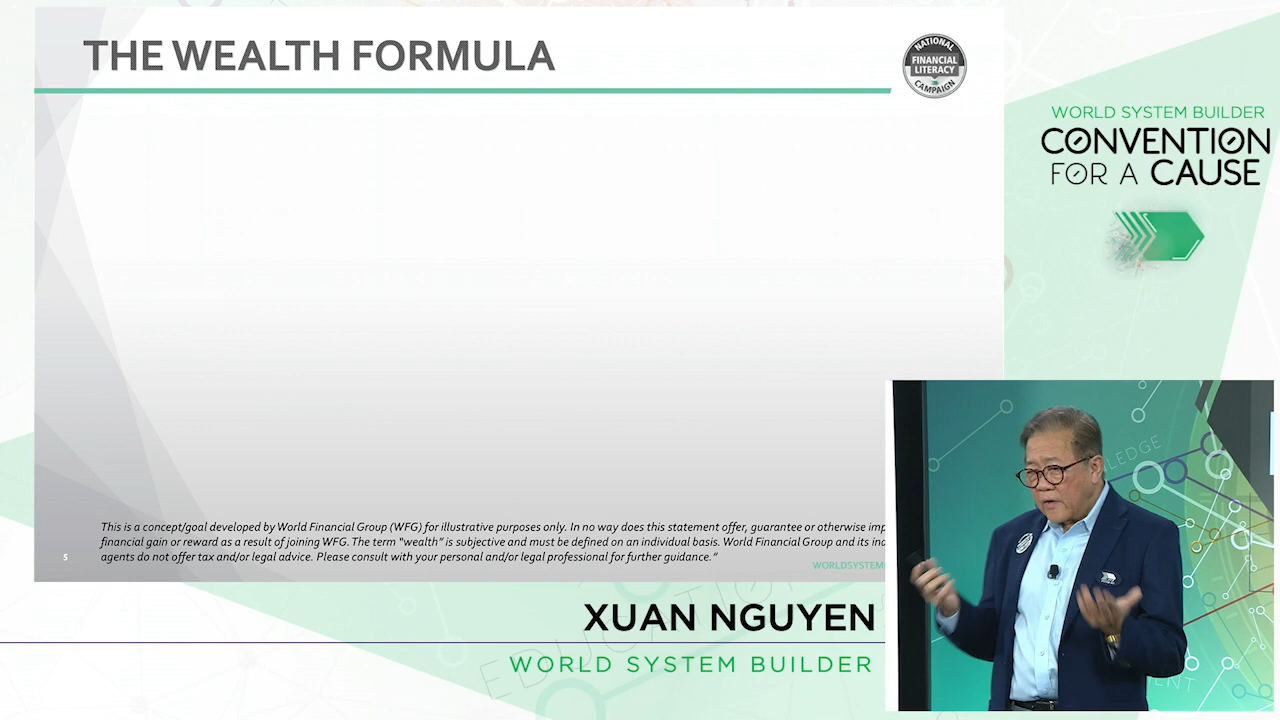 THE WEALTH FORMULA
NATIONAL
FINANCIAL
LITERACY
CAMPAIGN
WORLD SYSTEM BUILDER
CONVENTION
FOR A CAUSE
This is a concept/goal developed by World Financial Group (WFG) for illustrative purposes only. In no way does this statement offer, guarantee or otherwise imp
financial gain or reward as a result of joining WFG. The term "wealth" is subjective and must be defined on an individual basis. World Financial Group and its ind
agents do not offer tax and/or legal advice. Please consult with your personal and/or legal professional for further guidance."
5
WORLDSYSTEM
XUAN NGUYEN
WORLD SYSTEM BUILDER
EDUCATION
LEDGE
ENT